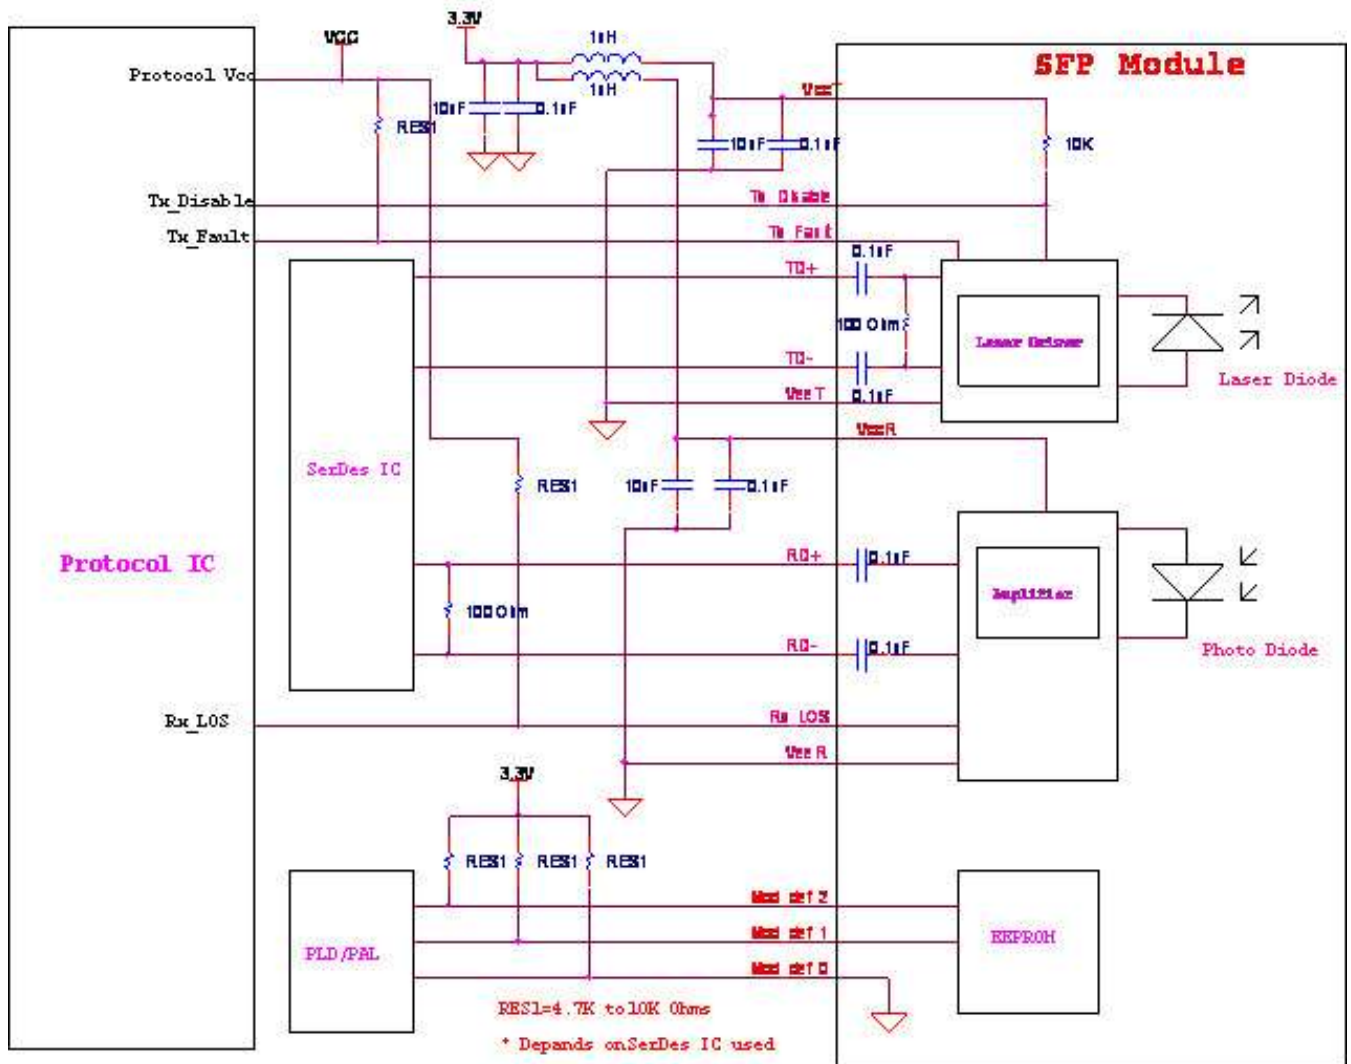 3.3V
VCC
1uH
SFP Module
Protocol Vcc
1uH
VccT
10uF
0.1uF
RES1
10uF
0.1uF
10K
Tx_Disable
Tx Disable
Tx_Fault
Tx Fault
0.1uF
TD+
100 Ohm
Laser Driver
TD-
Laser Diode
VeeT
0.1uF
VccR
SerDes IC
RES1
10uF
0.1uF
Protocol IC
RD+
0.1uF
Amplifier
100 Ohm
RD-
0.1uF
Photo Diode
Rx_LOS
Rx LOS
VeeR
3.3V
RES1
RES1
RES1
Mod def 2
PLD/PAL
Mod def 1
EEPROM
Mod def 0
RES1=4.7K to10K Ohms
* Depands onSerDes IC used